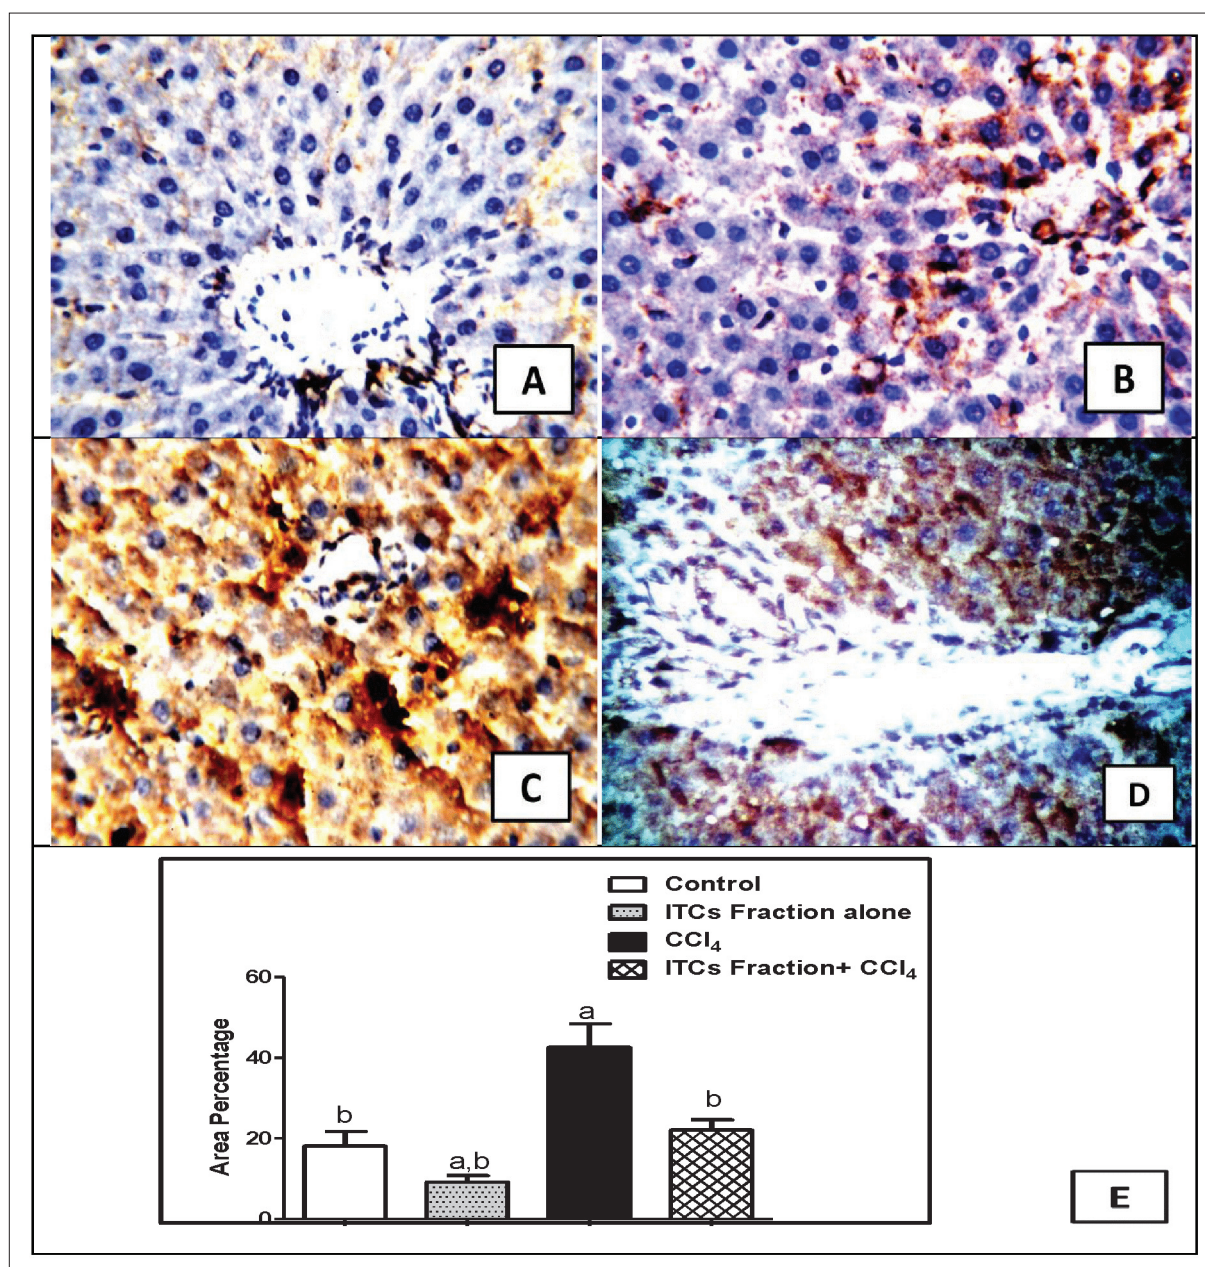 A
B
C
D
Control
ITCs Fraction alone
CCl₄
ITCs Fraction+ CCl₄
60
40
20
0
Area Percentage
b
a,b
a
b
E